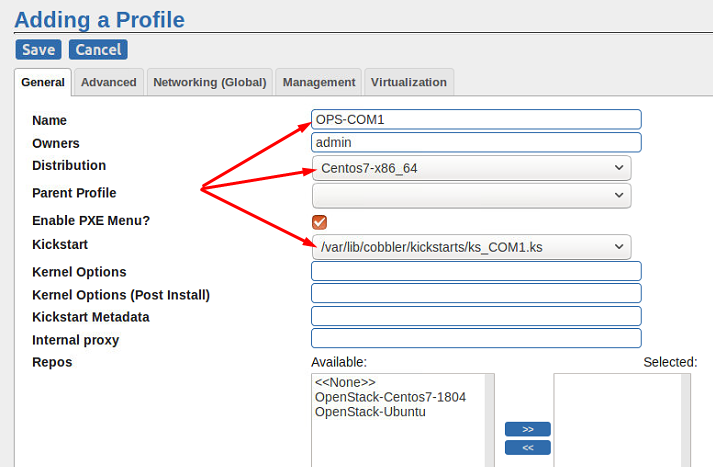 Adding a Profile
Save Cancel
General Advanced Networking (Global) Management Virtualization
Name OPS-COM1
Owners admin
Distribution Centos7-x86_64
Parent Profile
Enable PXE Menu?
Kickstart /var/lib/cobbler/kickstarts/ks_COM1.ks
Kernel Options
Kernel Options (Post Install)
Kickstart Metadata
Internal proxy
Repos Available: Selected:
<<None>>
OpenStack-Centos7-1804
OpenStack-Ubuntu
>>
<<